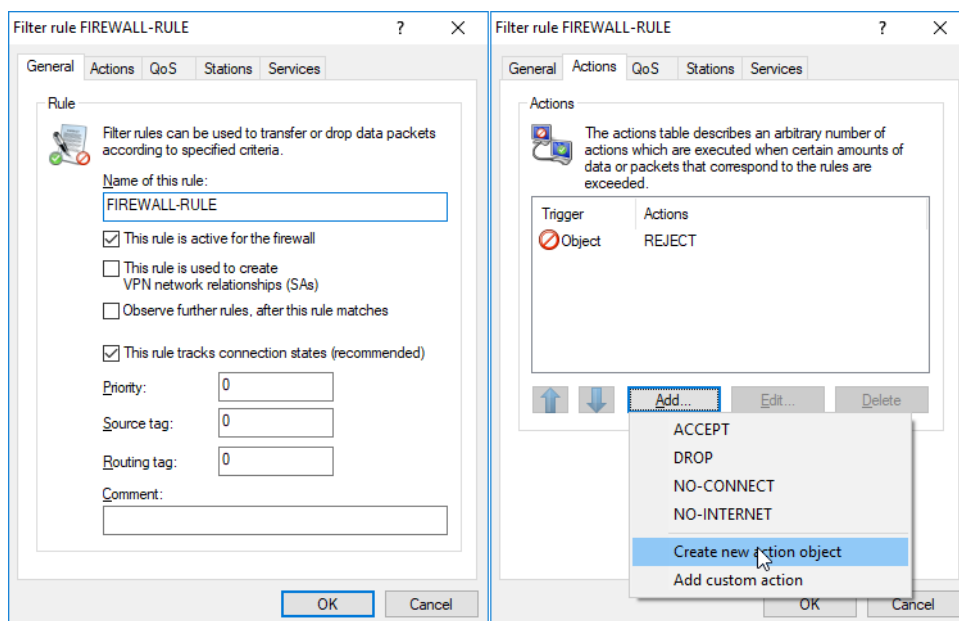 Filter rule FIREWALL-RULE
General Actions QoS Stations Services
Rule
Filter rules can be used to transfer or drop data packets
according to specified criteria.
Name of this rule:
FIREWALL-RULE
This rule is active for the firewall
This rule is used to create
VPN network relationships (SAs)
Observe further rules, after this rule matches
This rule tracks connection states (recommended)
Priority: 0
Source tag: 0
Routing tag: 0
Comment:
OK Cancel
Filter rule FIREWALL-RULE
General Actions QoS Stations Services
Actions
The actions table describes an arbitrary number of
actions which are executed when certain amounts of
data or packets that correspond to the rules are
exceeded.
Trigger Actions
Object REJECT
Add... Edit... Delete
ACCEPT
DROP
NO-CONNECT
NO-INTERNET
Create new action object
Add custom action
OK Cancel